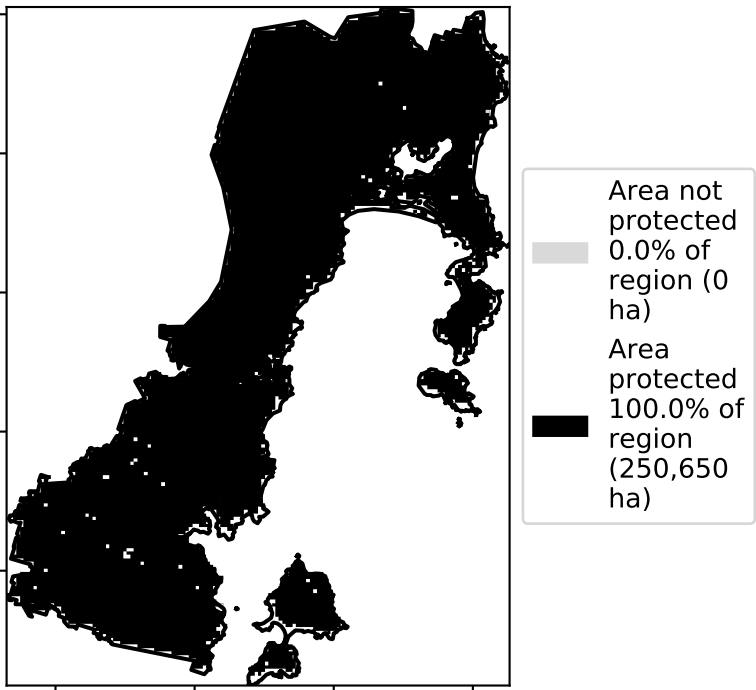 Area not
protected
0.0% of
region (0
ha)
Area
protected
100.0% of
region
(250,650
ha)